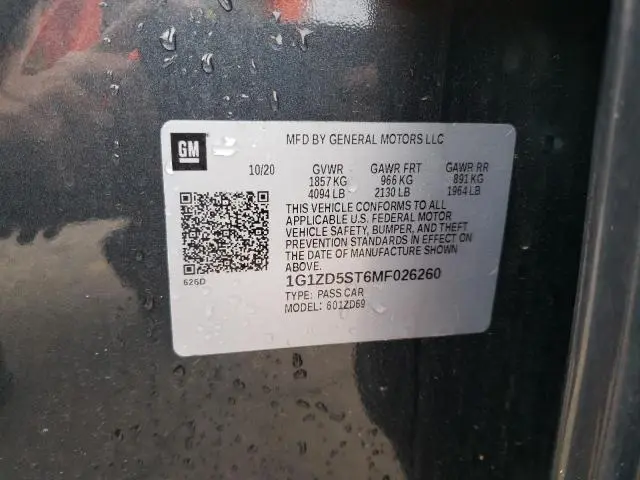 GM
MFD BY GENERAL MOTORS LLC
10/20 GVWR GAWR FRT GAWR RR
1857 KG 966 KG 891 KG
4094 LB 2130 LB 1964 LB
THIS VEHICLE CONFORMS TO ALL
APPLICABLE U.S. FEDERAL MOTOR
VEHICLE SAFETY, BUMPER, AND THEFT
PREVENTION STANDARDS IN EFFECT ON
THE DATE OF MANUFACTURE SHOWN
ABOVE.
626D
1G1ZD5ST6MF026260
TYPE: PASS CAR
MODEL: 601ZD69